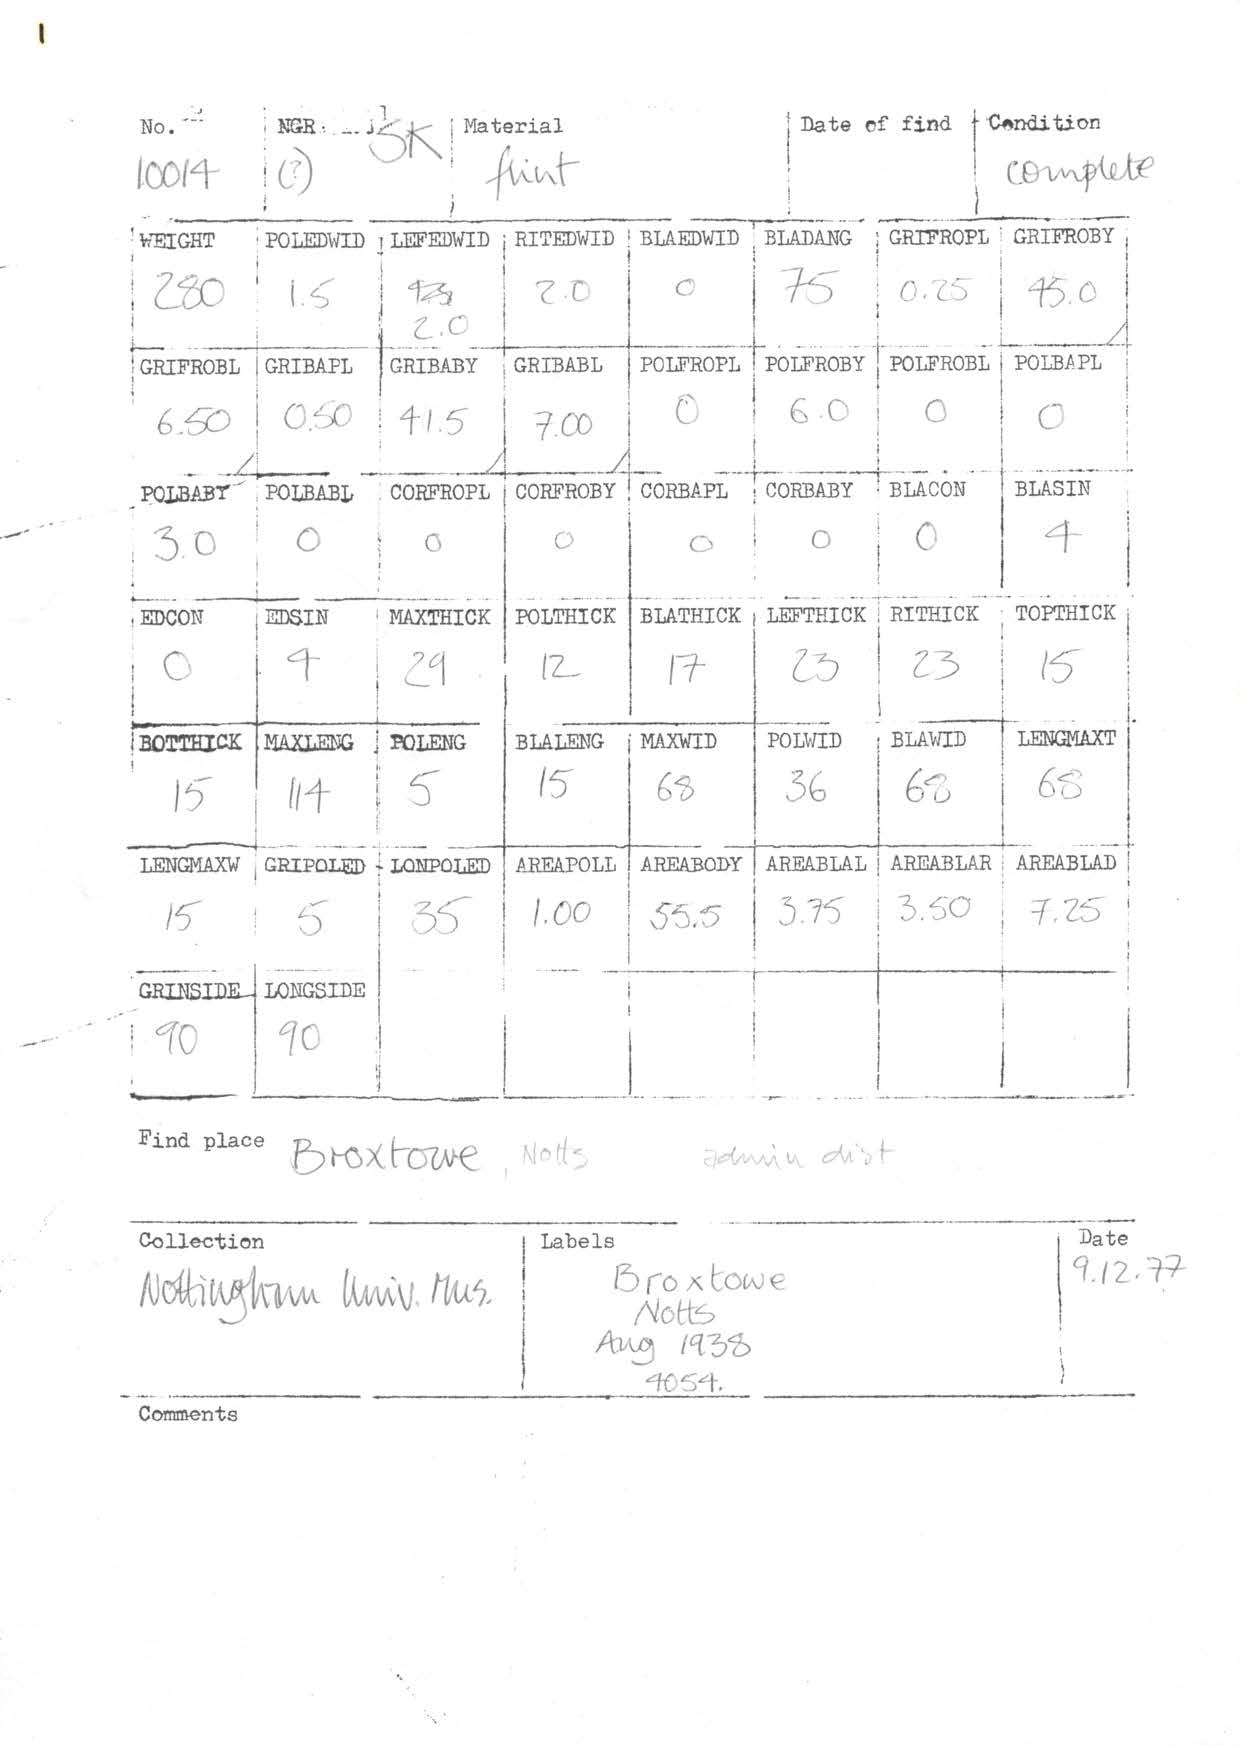 1
No. NGR. SK Material Date of find Condition
10014 (?) flint complete
WEIGHT POLEDWID LEFEDWID RITEDWID BLAEDWID BLADANG GRIFROPL GRIFROBY
280 1.5 2.0 0 75 0.25 45.0
2.0
GRIFROBL GRIBAPL GRIBABY GRIBABL POLFROPL POLFROBY POLFROBL POLBAPL
6.50 0.50 41.5 7.00 0 6.0 0 0
POLBABY POLBABL CORFROPL CORFROBY CORBAPL CORBABY BLACON BLASIN
3.0 0 0 0 0 0 0 4
EDCON EDSIN MAXTHICK POLTHICK BLATHICK LEFTHICK RITHICK TOPTHICK
0 4 29 12 17 23 23 15
BOTTHICK MAXLENG POLENG BLALENG MAXWID POLWID BLAWID LENGMAXT
15 114 5 15 68 36 68 68
LENGMAXW GRIPOLED LONPOLED AREAPOLL AREABODY AREABLAL AREABLAR AREABLAD
15 5 35 1.00 55.5 3.75 3.50 7.25
GRINSIDE LONGSIDE
90 90
Find place Broxtowe, Notts admin dist
Collection Labels Date
Nottingham Univ. Mus. Broxtowe 9.12.77
Notts
Aug 1938
4054.
Comments